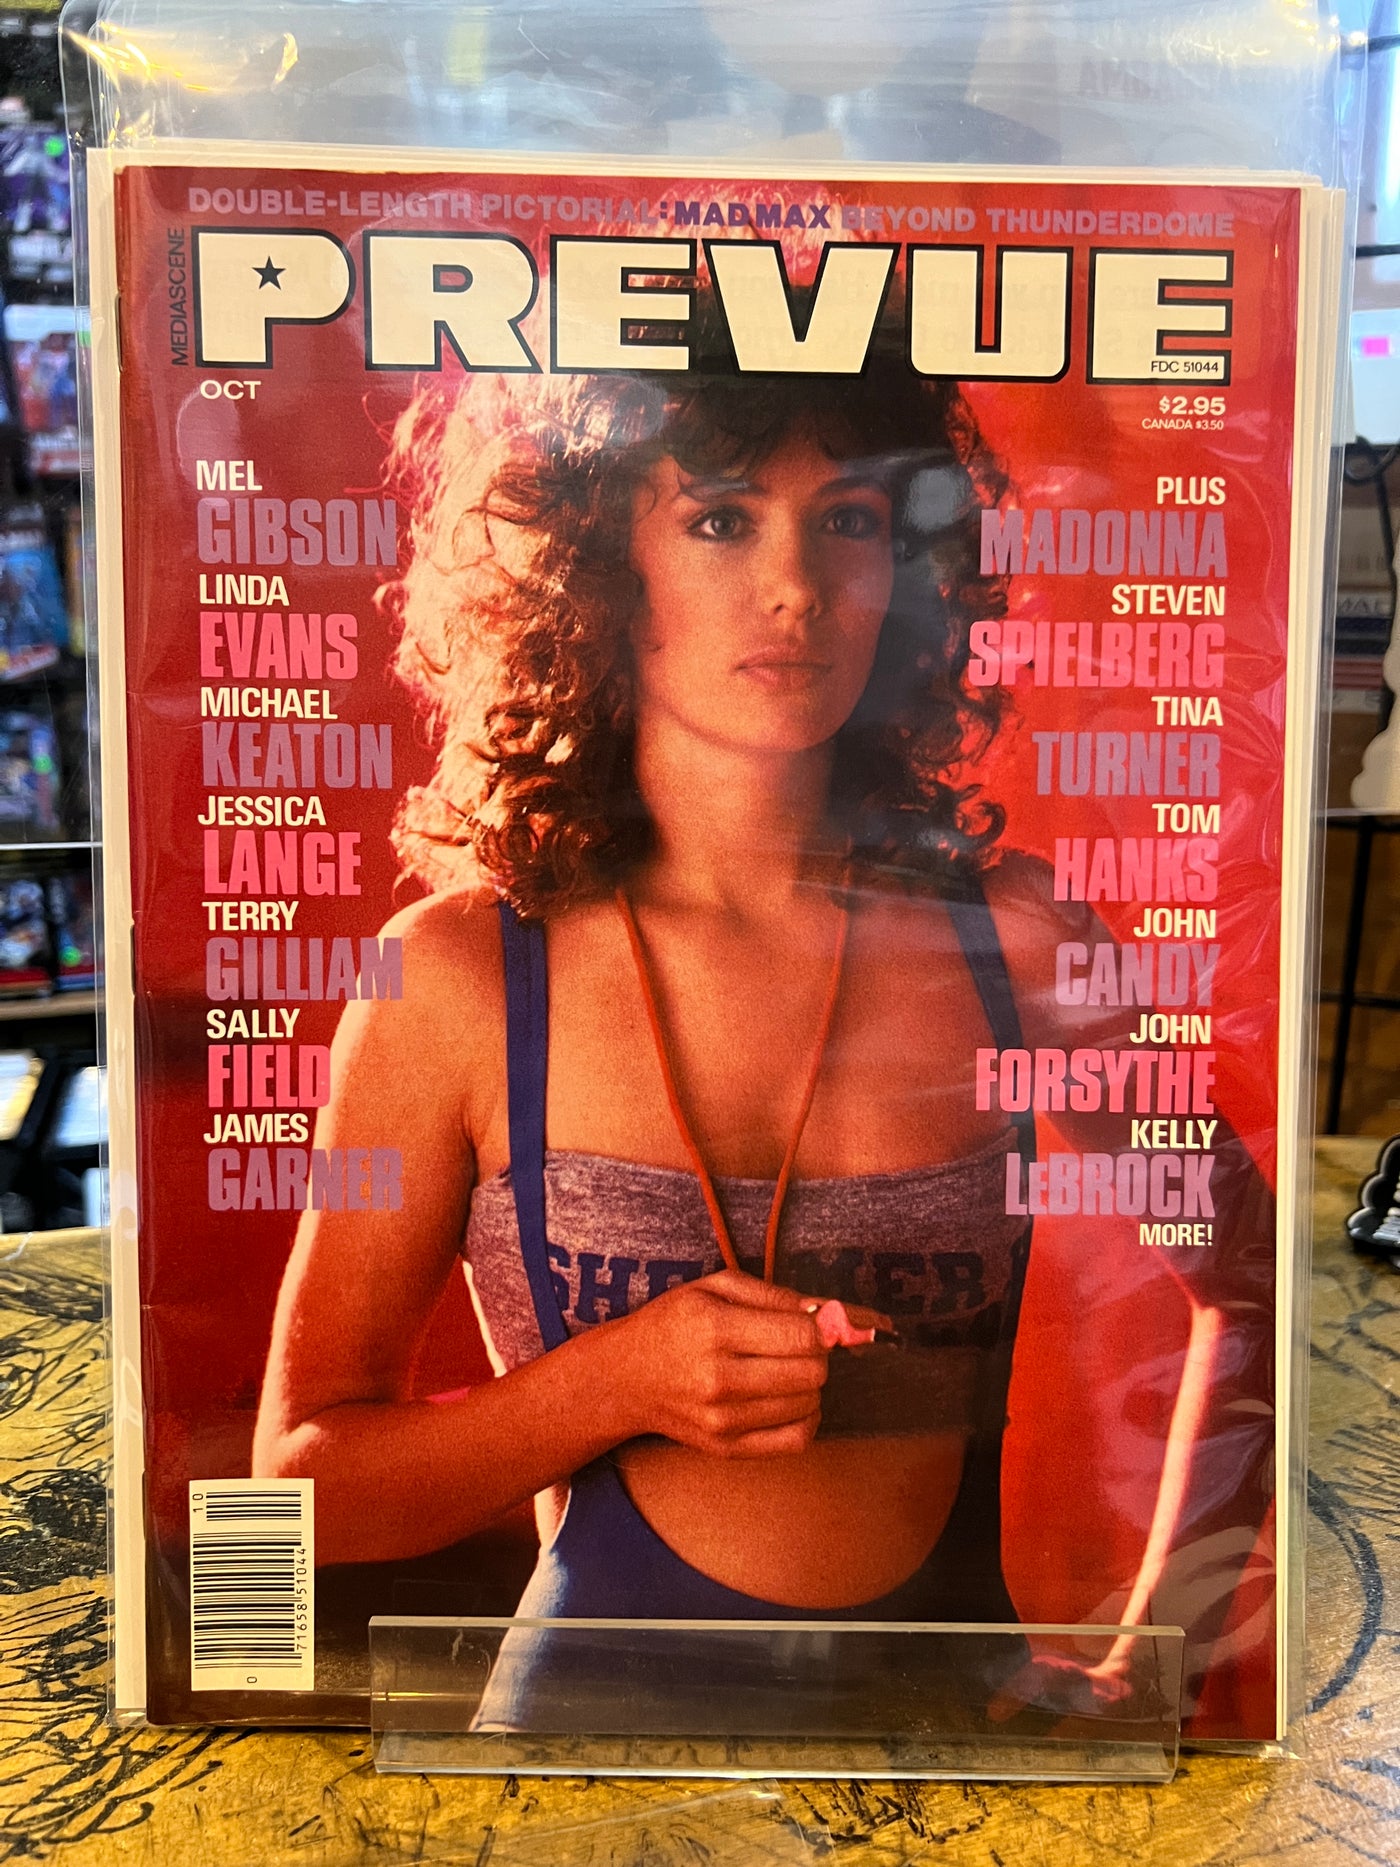 DOUBLE-LENGTH PICTORIAL: MAD MAX BEYOND THUNDERDOME
MEDIASCENE
PREVUE
FDC 51044
OCT
$2.95
CANADA $3.50
MEL
GIBSON
LINDA
EVANS
MICHAEL
KEATON
JESSICA
LANGE
TERRY
GILLIAM
SALLY
FIELD
JAMES
GARNER
PLUS
MADONNA
STEVEN
SPIELBERG
TINA
TURNER
TOM
HANKS
JOHN
CANDY
JOHN
FORSYTHE
KELLY
LEBROCK
MORE!
10
71658 51044
0